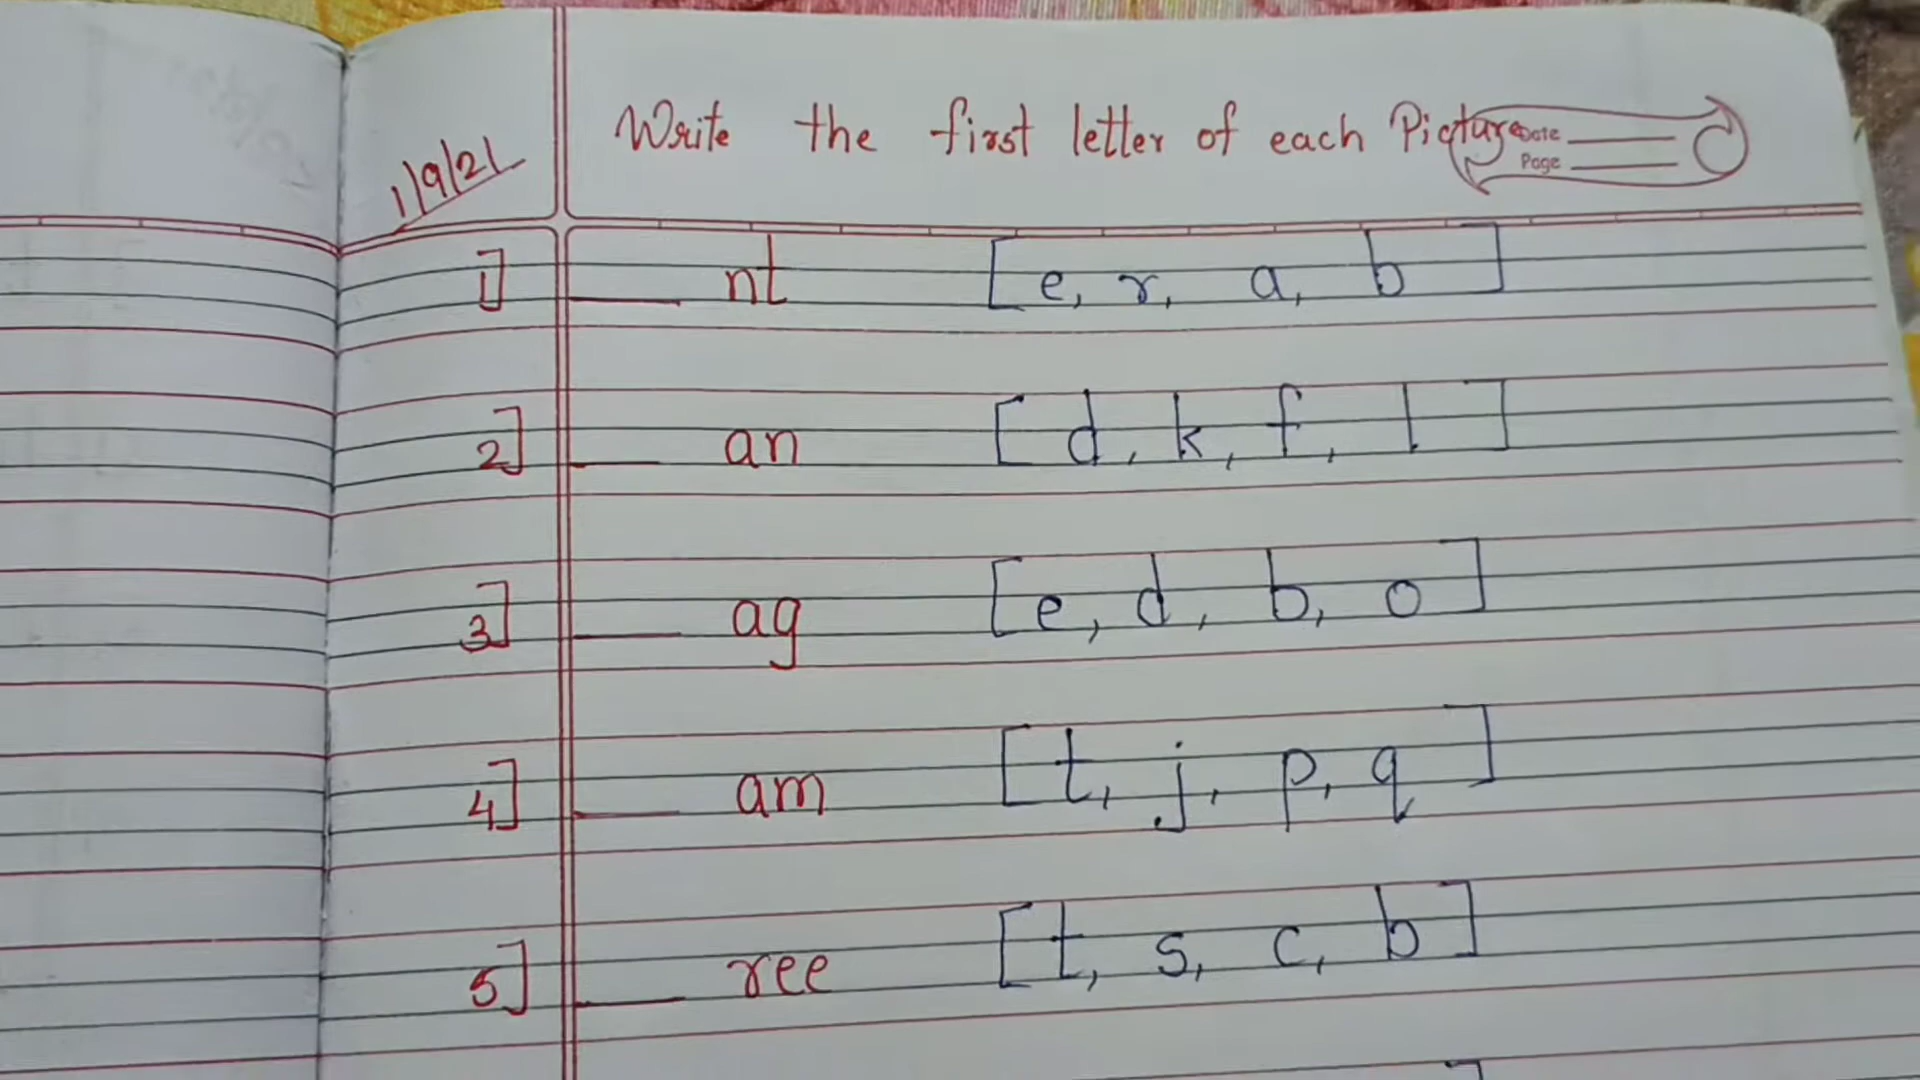 1/9/21
Write the first letter of each Picture
Date
Page
1] ___ nt [e, r, a, b]
2] ___ an [d, k, f, l]
3] ___ ag [e, d, b, o]
4] ___ am [t, j, p, q]
5] ___ ree [t, s, c, b]